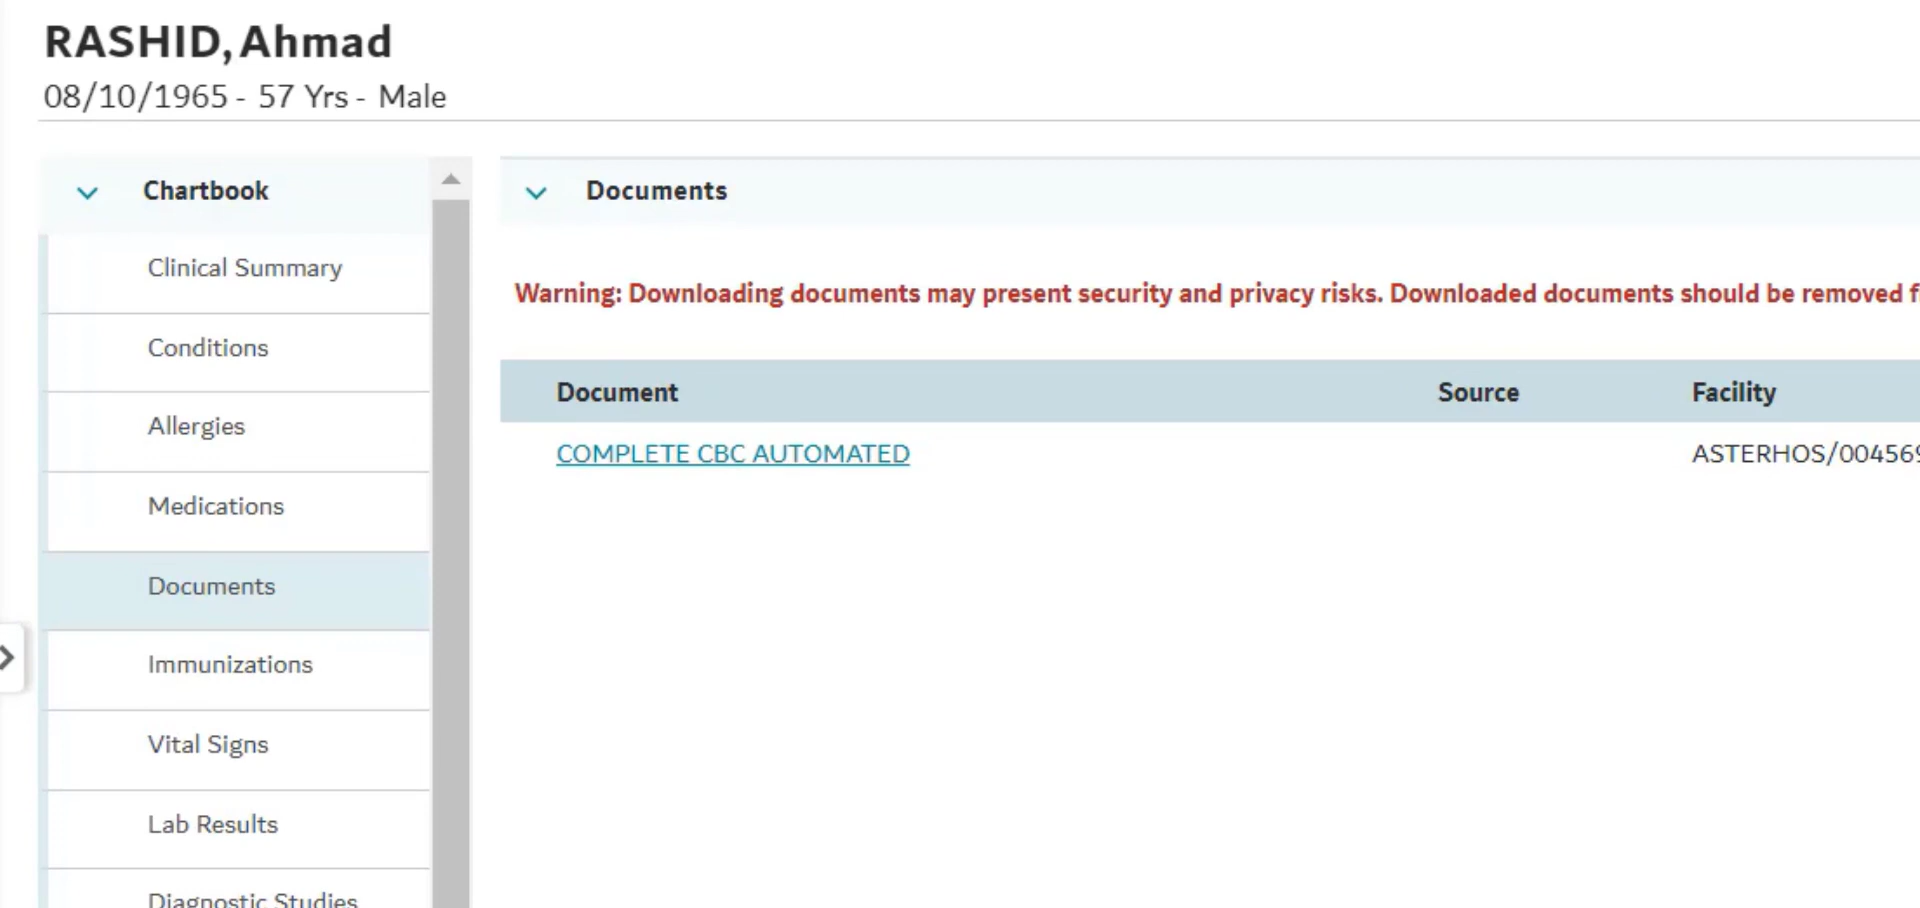 RASHID, Ahmad
08/10/1965 - 57 Yrs - Male
Chartbook
Clinical Summary
Conditions
Allergies
Medications
Documents
Immunizations
Vital Signs
Lab Results
Diagnostic Studies
Documents
Warning: Downloading documents may present security and privacy risks. Downloaded documents should be removed
Document Source Facility
COMPLETE CBC AUTOMATED ASTERHOS/00456